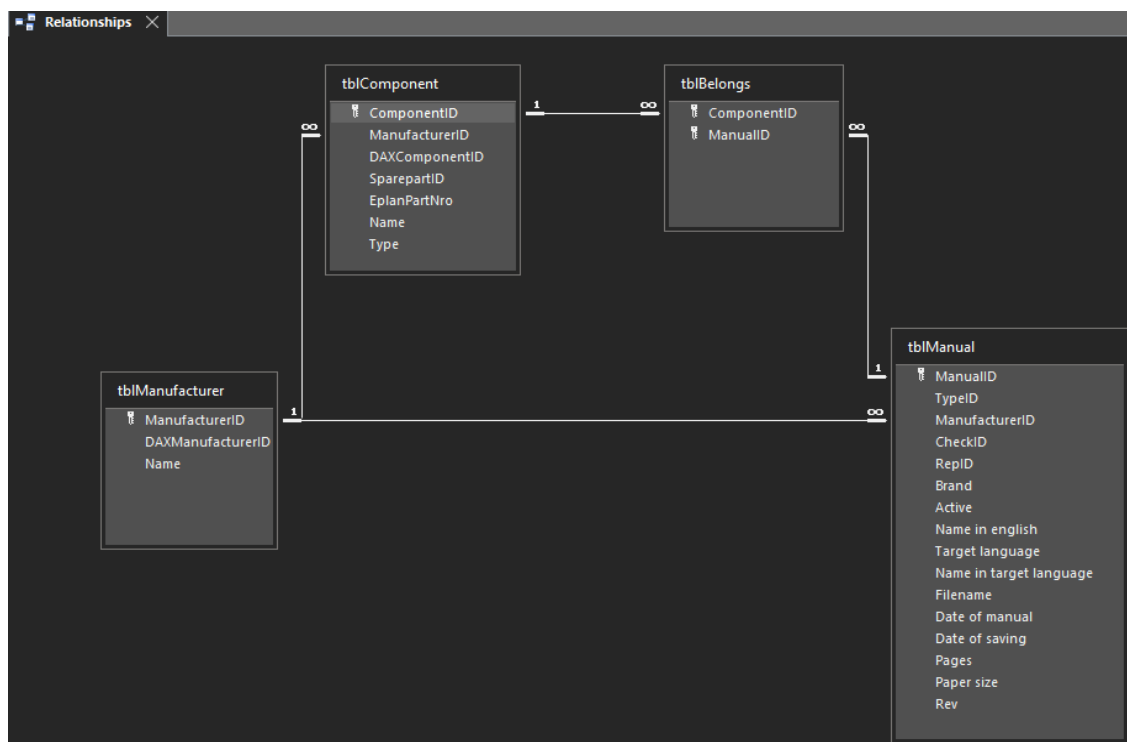 Relationships
tblComponent
ComponentID
ManufacturerID
DAXComponentID
SparepartID
EplanPartNro
Name
Type
1
∞
tblBelongs
ComponentID
ManualID
∞
∞
tblManufacturer
ManufacturerID
DAXManufacturerID
Name
1
1
∞
tblManual
ManualID
TypeID
ManufacturerID
CheckID
RepID
Brand
Active
Name in english
Target language
Name in target language
Filename
Date of manual
Date of saving
Pages
Paper size
Rev